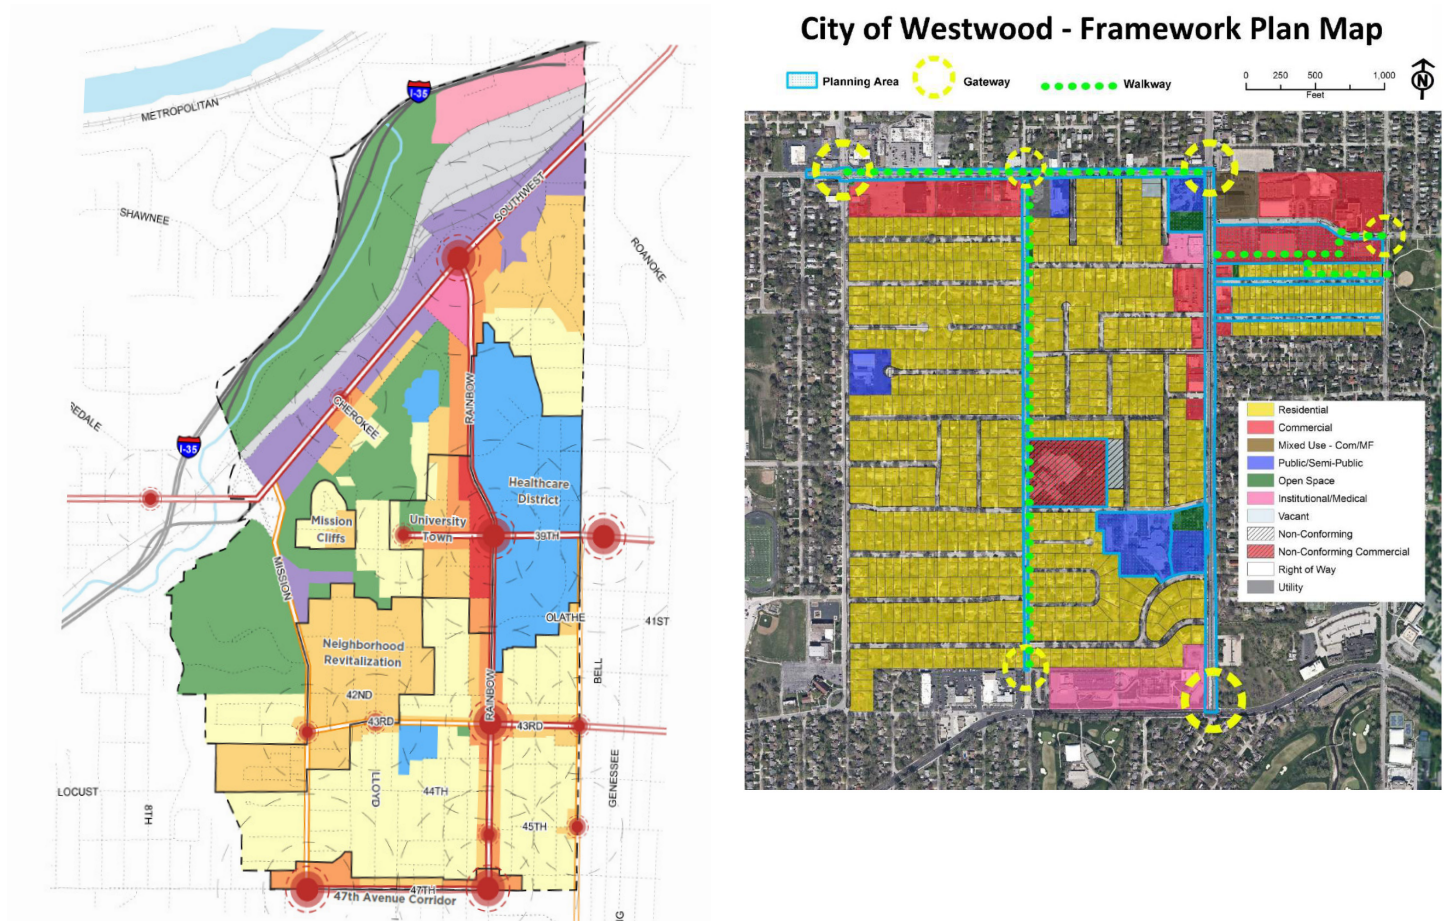 I-35
METROPOLITAN
SHAWNEE
SOUTHWEST
ROANOKE
CHEROKEE
RAINBOW
I-35
Healthcare
District
Mission
Cliffs
University
Town
39TH
MISSION
OLATHE
41ST
Neighborhood
Revitalization
42ND
RAINBOW
BELL
43RD
43RD
LOCUST
8TH
LLOYD
44TH
GENESSEE
45TH
47TH
47th Avenue Corridor
City of Westwood - Framework Plan Map
Planning Area
Gateway
Walkway
0 250 500 1,000
Feet
N
Residential
Commercial
Mixed Use - Com/MF
Public/Semi-Public
Open Space
Institutional/Medical
Vacant
Non-Conforming
Non-Conforming Commercial
Right of Way
Utility